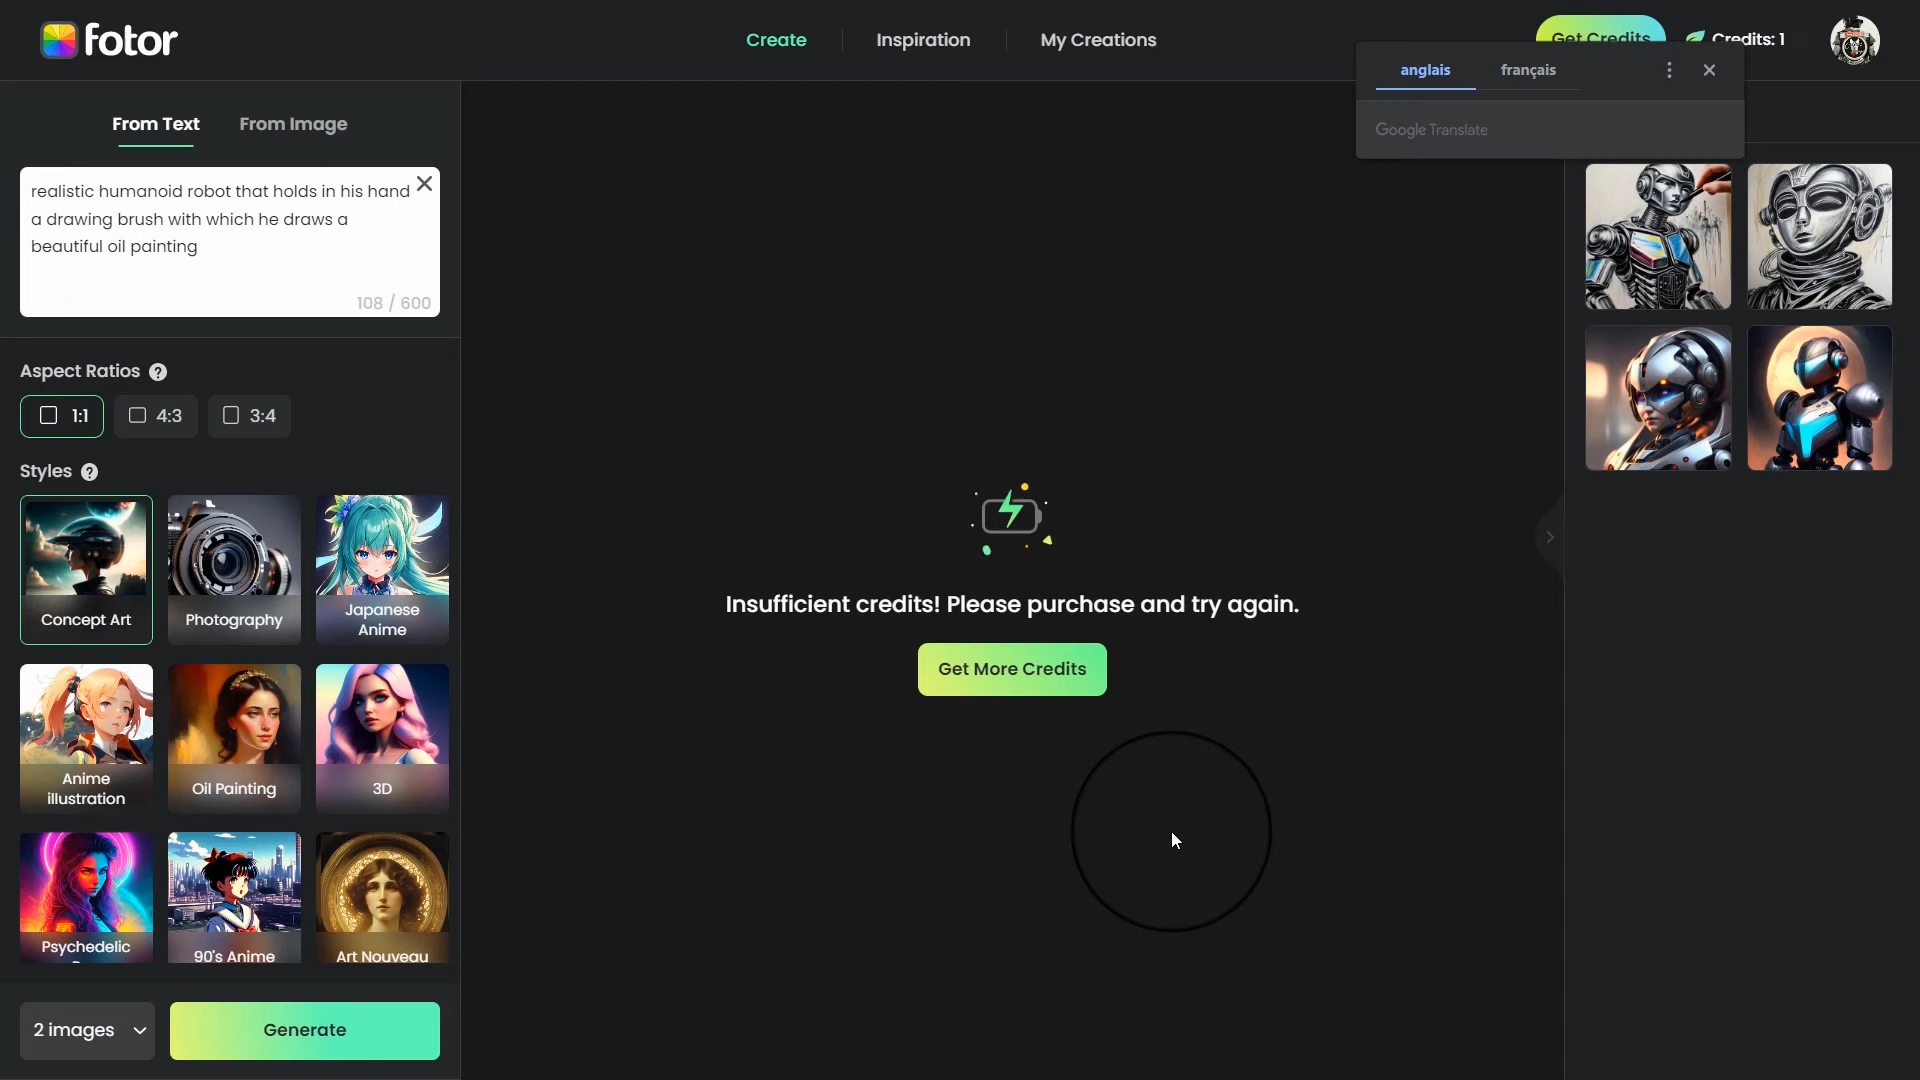 fotor
Create
Inspiration
My Creations
Get Credits
Credits: 1
anglais
français
Google Translate
From Text
From Image
realistic humanoid robot that holds in his hand
a drawing brush with which he draws a
beautiful oil painting
108 / 600
Aspect Ratios
1:1
4:3
3:4
Styles
Concept Art
Photography
Japanese
Anime
Anime
illustration
Oil Painting
3D
Psychedelic
90's Anime
Art Nouveau
2 images
Generate
Insufficient credits! Please purchase and try again.
Get More Credits